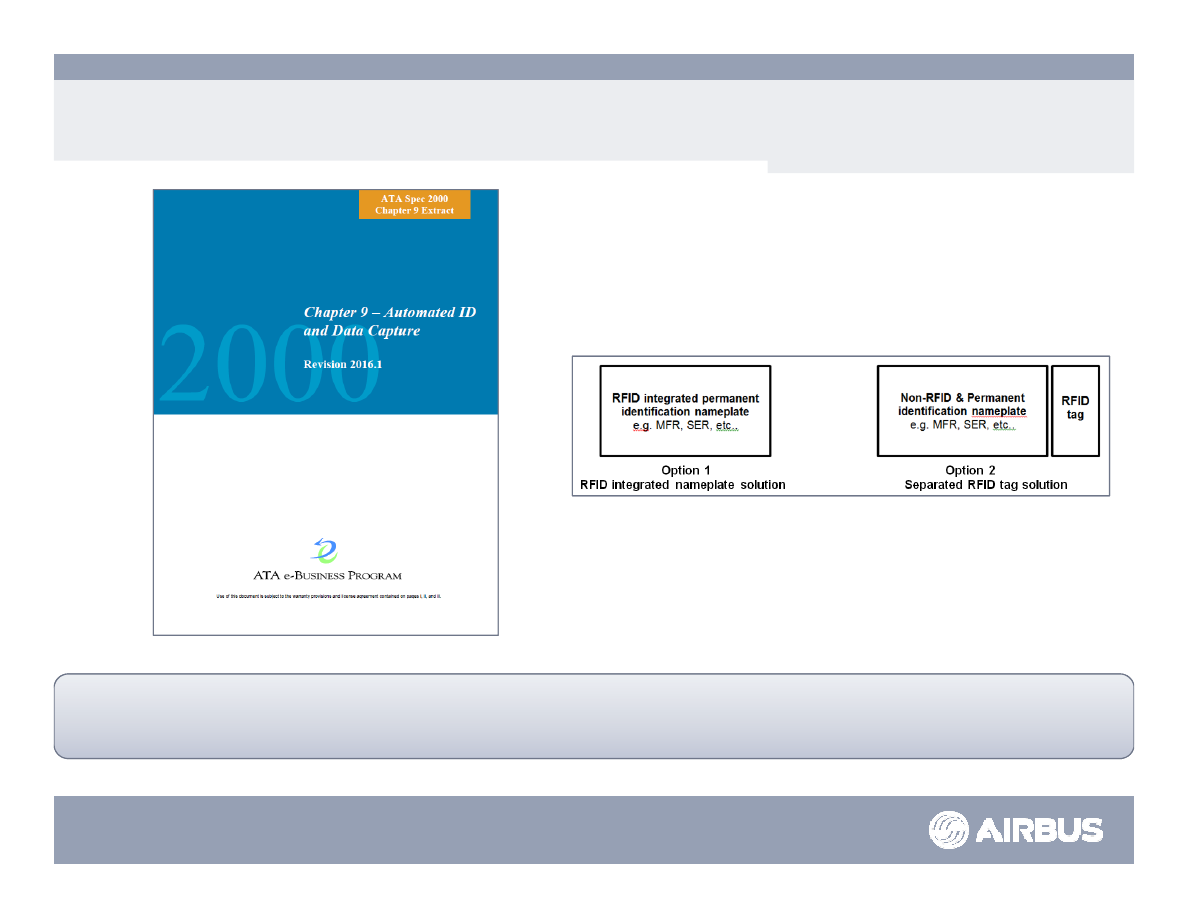 ATA Spec 2000
Chapter 9 Extract
2000
Chapter 9 – Automated ID
and Data Capture
Revision 2016.1
ATA e-BUSINESS PROGRAM
Use of this document is subject to the warranty provisions and license agreement contained on pages i, ii, and iii.
RFID integrated permanent
identification nameplate
e.g. MFR, SER, etc..
Option 1
RFID integrated nameplate solution
Non-RFID & Permanent
identification nameplate
e.g. MFR, SER, etc..
RFID
tag
Option 2
Separated RFID tag solution
AIRBUS